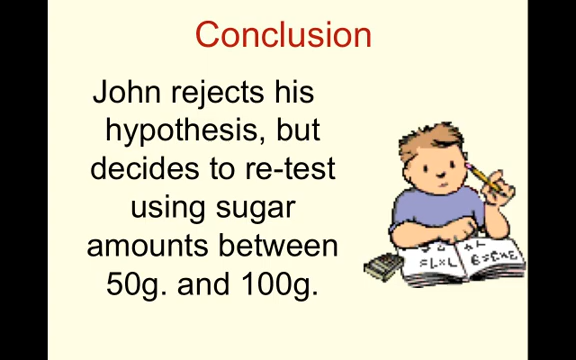 Conclusion
John rejects his
hypothesis, but
decides to re-test
using sugar
amounts between
50g. and 100g.